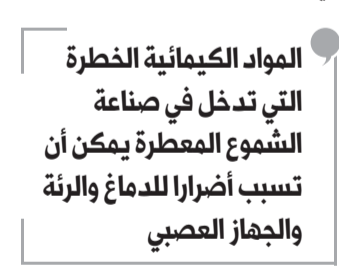 المواد الكيمائية الخطرة
التي تدخل في صناعة
الشموع المعطرة يمكن أن
تسبب أضرارا للدماغ والرئة
والجهاز العصبي